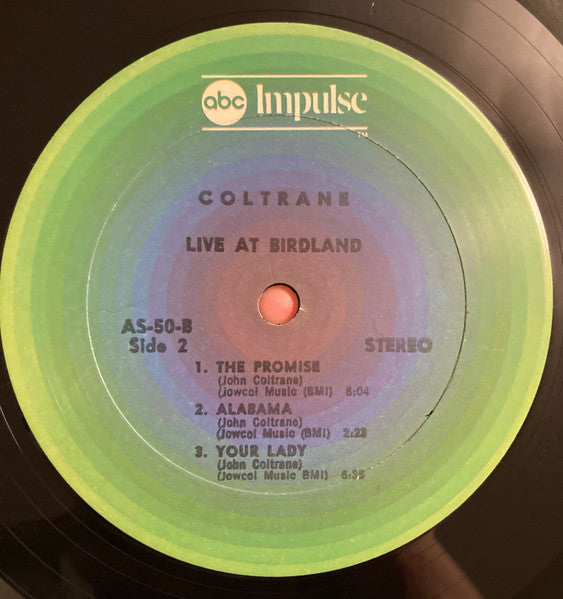 abc Impulse
TM
COLTRANE
LIVE AT BIRDLAND
AS-50-B
Side 2 STEREO
1. THE PROMISE
(John Coltrane)
(Jowcol Music (BMI) 8:04
2. ALABAMA
(John Coltrane)
(Jowcol Music (BMI) 2:23
3. YOUR LADY
(John Coltrane)
(Jowcol Music BMI) 6:35